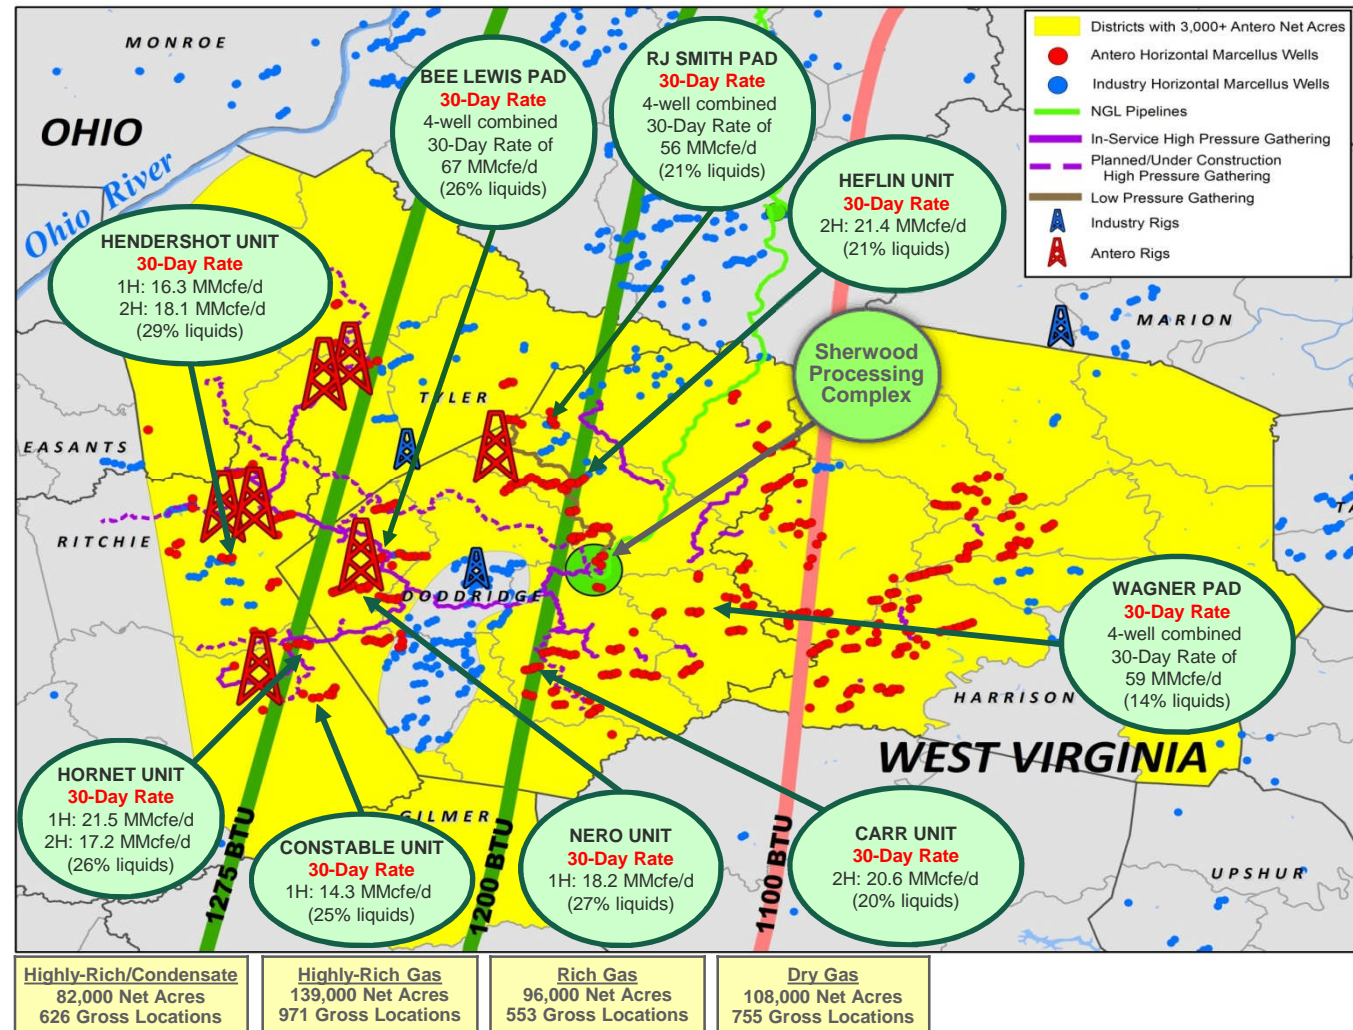 MONROE
OHIO
Ohio River
BEE LEWIS PAD
30-Day Rate
4-well combined
30-Day Rate of
67 MMcfe/d
(26% liquids)
RJ SMITH PAD
30-Day Rate
4-well combined
30-Day Rate of
56 MMcfe/d
(21% liquids)
HEFLIN UNIT
30-Day Rate
2H: 21.4 MMcfe/d
(21% liquids)
Districts with 3,000+ Antero Net Acres
Antero Horizontal Marcellus Wells
Industry Horizontal Marcellus Wells
NGL Pipelines
In-Service High Pressure Gathering
Planned/Under Construction
High Pressure Gathering
Low Pressure Gathering
Industry Rigs
Antero Rigs
HENDERSHOT UNIT
30-Day Rate
1H: 16.3 MMcfe/d
2H: 18.1 MMcfe/d
(29% liquids)
Sherwood
Processing
Complex
MARION
TYLER
EASANTS
RITCHIE
DODDRIDGE
TA
WAGNER PAD
30-Day Rate
4-well combined
30-Day Rate of
59 MMcfe/d
(14% liquids)
HARRISON
WEST VIRGINIA
HORNET UNIT
30-Day Rate
1H: 21.5 MMcfe/d
2H: 17.2 MMcfe/d
(26% liquids)
1275 BTU
GILMER
CONSTABLE UNIT
30-Day Rate
1H: 14.3 MMcfe/d
(25% liquids)
1200 BTU
NERO UNIT
30-Day Rate
1H: 18.2 MMcfe/d
(27% liquids)
1100 BTU
CARR UNIT
30-Day Rate
2H: 20.6 MMcfe/d
(20% liquids)
UPSHUR
Highly-Rich/Condensate
82,000 Net Acres
626 Gross Locations
Highly-Rich Gas
139,000 Net Acres
971 Gross Locations
Rich Gas
96,000 Net Acres
553 Gross Locations
Dry Gas
108,000 Net Acres
755 Gross Locations